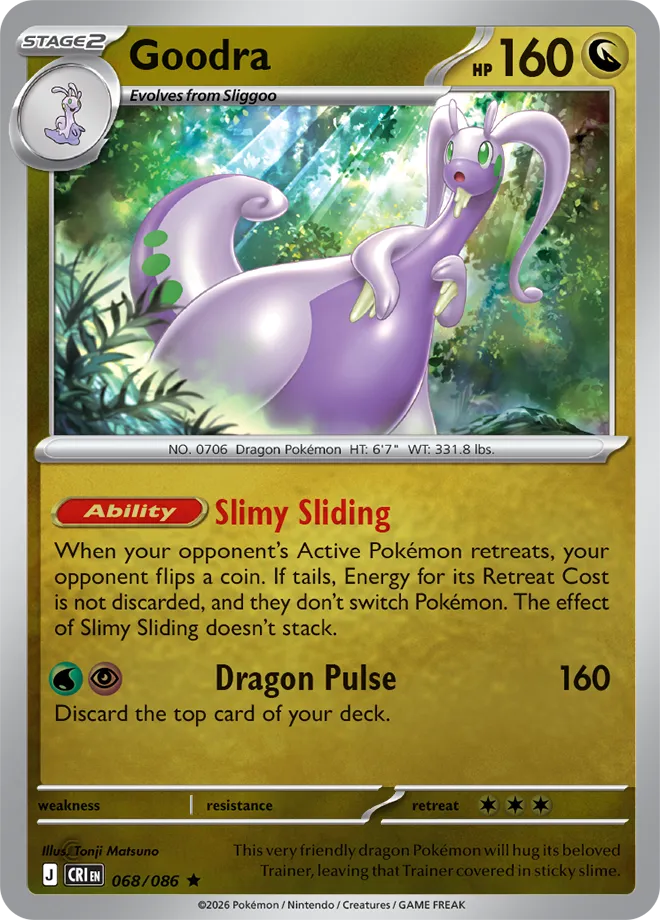 STAGE2
Goodra
HP 160
Evolves from Sliggoo
NO. 0706 Dragon Pokémon HT: 6'7" WT: 331.8 lbs.
Ability Slimy Sliding
When your opponent's Active Pokémon retreats, your
opponent flips a coin. If tails, Energy for its Retreat Cost
is not discarded, and they don't switch Pokémon. The effect
of Slimy Sliding doesn't stack.
Dragon Pulse 160
Discard the top card of your deck.
weakness resistance retreat
Illus. Tonji Matsuno
This very friendly dragon Pokémon will hug its beloved
Trainer, leaving that Trainer covered in sticky slime.
J CRI EN 068/086 ★
©2026 Pokémon / Nintendo / Creatures / GAME FREAK